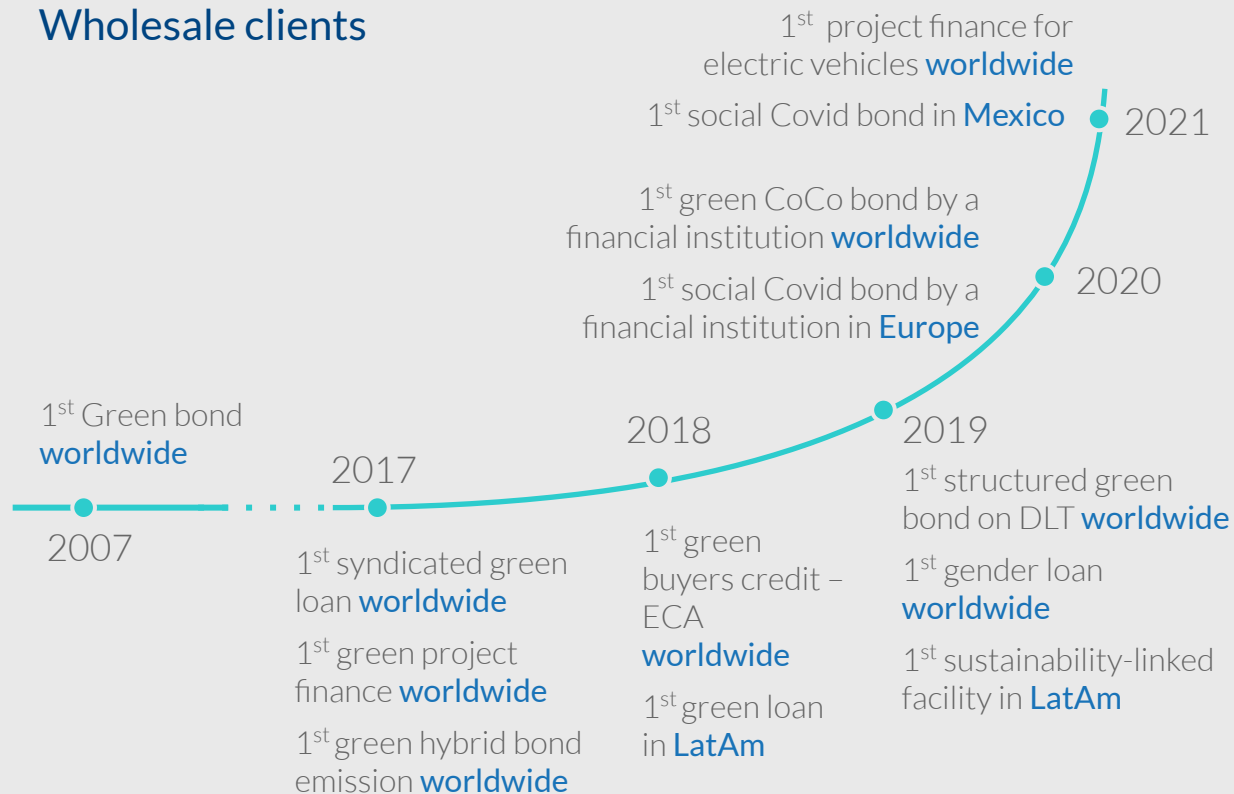 Wholesale clients
1st project finance for
electric vehicles worldwide
1st social Covid bond in Mexico
2021
1st green CoCo bond by a
financial institution worldwide
1st social Covid bond by a
financial institution in Europe
2020
1st Green bond
worldwide
2007
2017
1st syndicated green
loan worldwide
1st green project
finance worldwide
1st green hybrid bond
emission worldwide
2018
1st green
buyers credit –
ECA
worldwide
1st green loan
in LatAm
2019
1st structured green
bond on DLT worldwide
1st gender loan
worldwide
1st sustainability-linked
facility in LatAm